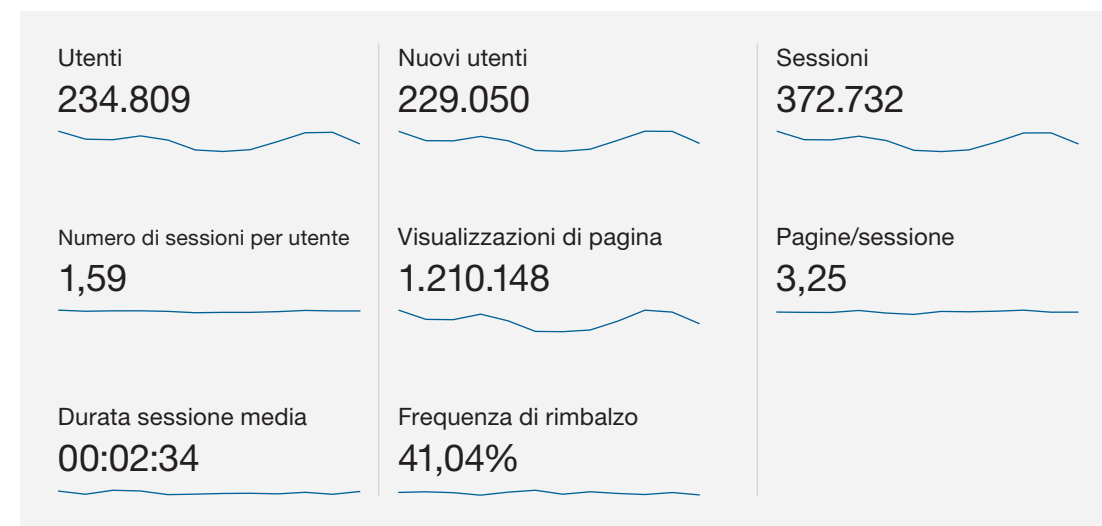 Utenti
234.809
Nuovi utenti
229.050
Sessioni
372.732
Numero di sessioni per utente
1,59
Visualizzazioni di pagina
1.210.148
Pagine/sessione
3,25
Durata sessione media
00:02:34
Frequenza di rimbalzo
41,04%